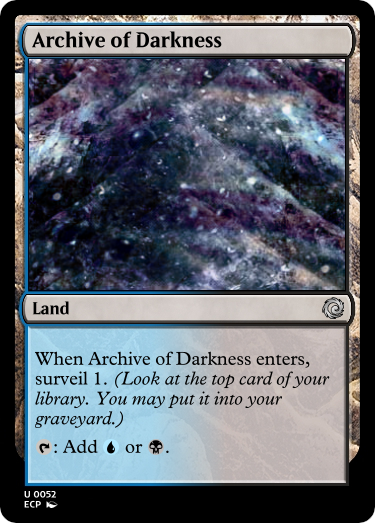 Archive of Darkness
Land
When Archive of Darkness enters,
surveil 1. (Look at the top card of your
library. You may put it into your
graveyard.)
: Add or .
U 0052
ECP